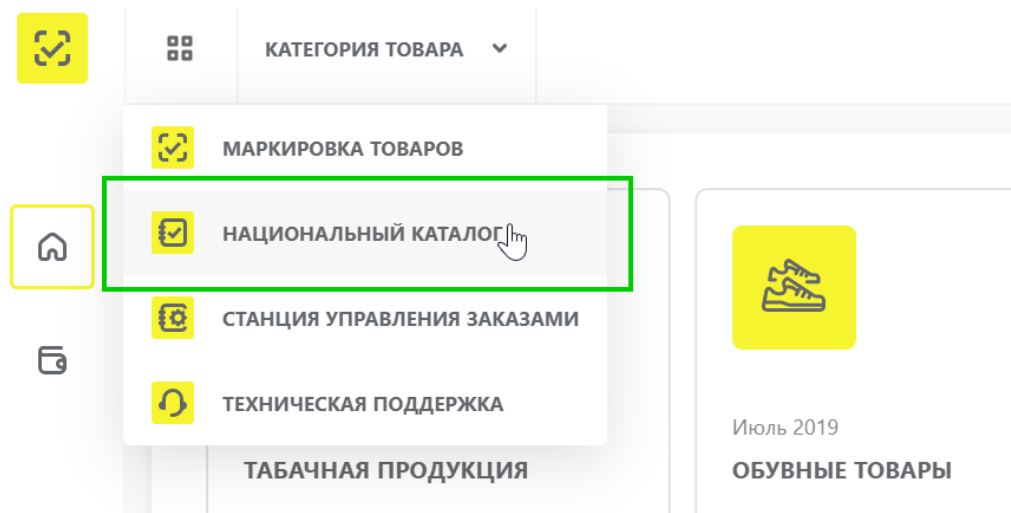 КАТЕГОРИЯ ТОВАРА
МАРКИРОВКА ТОВАРОВ
НАЦИОНАЛЬНЫЙ КАТАЛОГ
СТАНЦИЯ УПРАВЛЕНИЯ ЗАКАЗАМИ
ТЕХНИЧЕСКАЯ ПОДДЕРЖКА
ТАБАЧНАЯ ПРОДУКЦИЯ
Июль 2019
ОБУВНЫЕ ТОВАРЫ